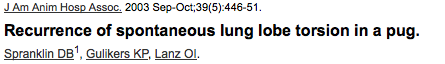 J Am Anim Hosp Assoc. 2003 Sep-Oct;39(5):446-51.
Recurrence of spontaneous lung lobe torsion in a pug.
Spranklin DB1, Gulikers KP, Lanz OI.